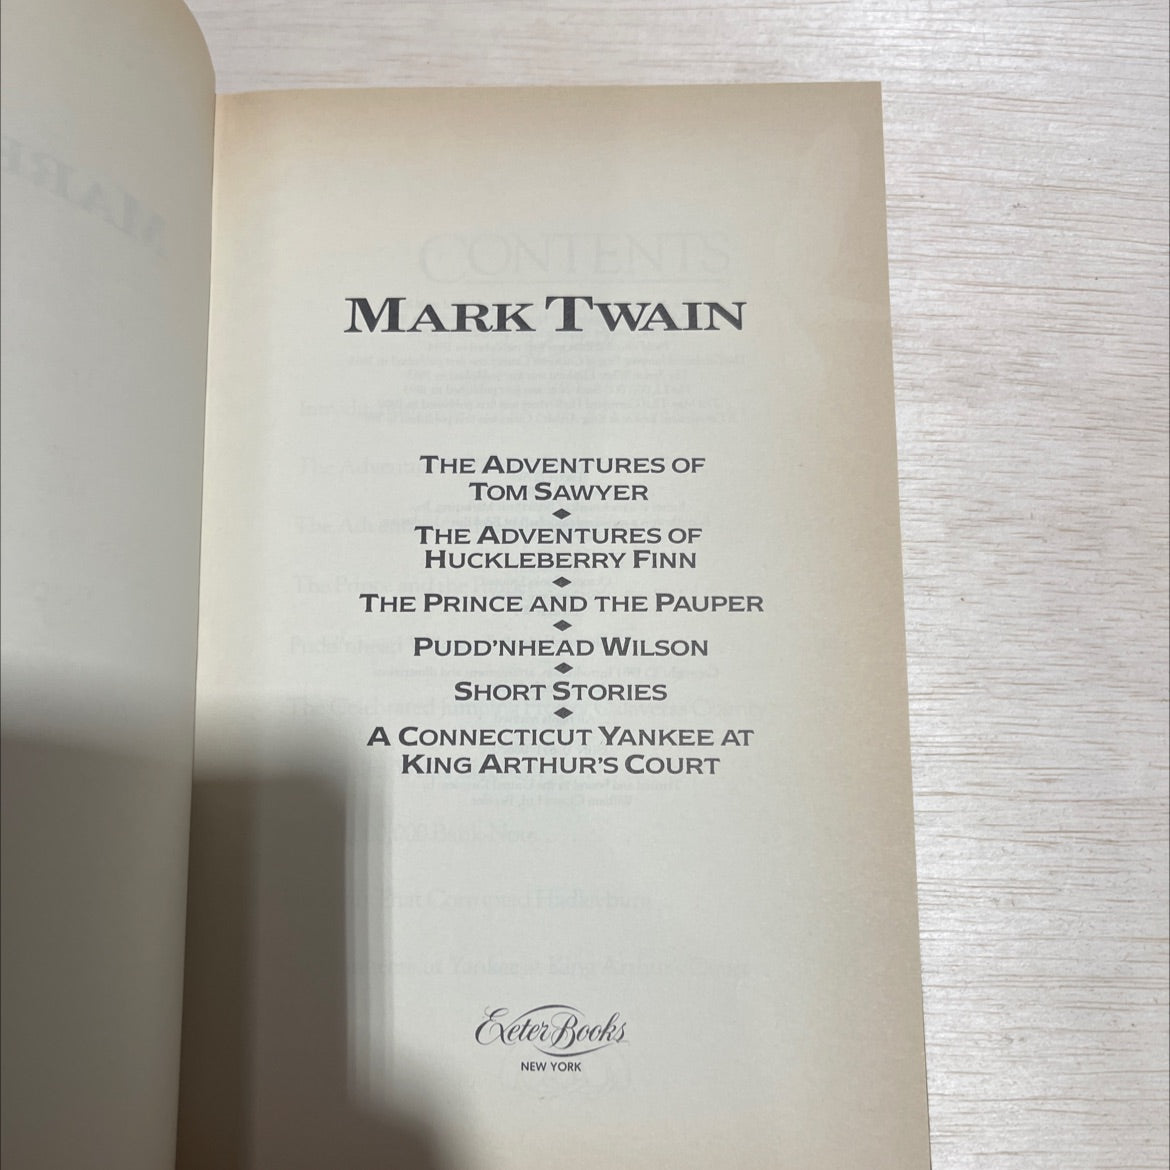 MARK TWAIN
THE ADVENTURES OF
TOM SAWYER
THE ADVENTURES OF
HUCKLEBERRY FINN
THE PRINCE AND THE PAUPER
PUDD'NHEAD WILSON
SHORT STORIES
A CONNECTICUT YANKEE AT
KING ARTHUR'S COURT
Exeter Books
NEW YORK